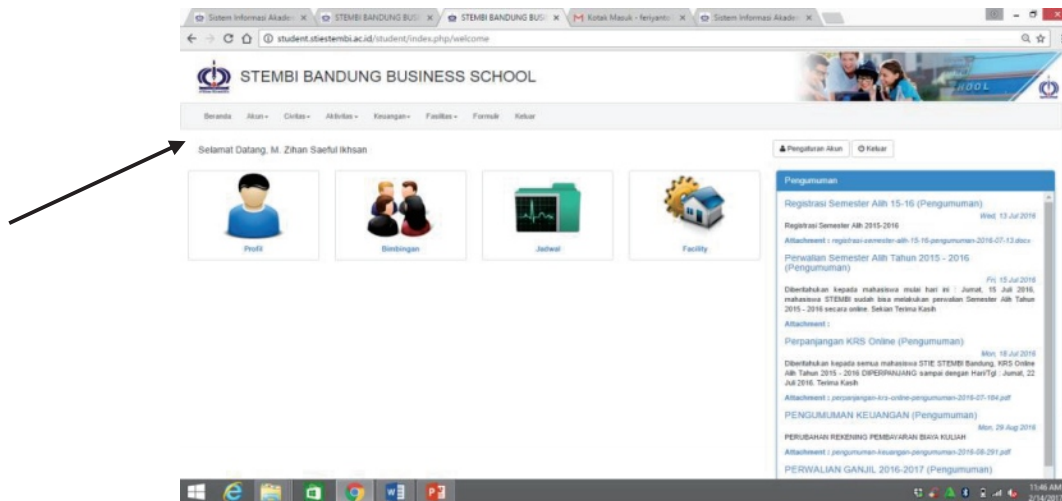 Sistem Informasi Akade
STEMBI BANDUNG BUSI
STEMBI BANDUNG BUSI
Kotak Masuk - feriyanto
Sistem Informasi Akade
student.stiestembi.ac.id/student/index.php/welcome
STEMBI BANDUNG BUSINESS SCHOOL
Beranda Akun Civitas Aktivitas Keuangan Fasilitas Formulir Keluar
Selamat Datang, M. Zihan Saeful Ikhsan
Pengaturan Akun Keluar
Profil Bimbingan Jadwal Facility
Pengumuman
Registrasi Semester Alih 15-16 (Pengumuman)
Wed, 13 Jul 2016
Registrasi Semester Alih 2015-2016
Attachment : registrasi-semester-alih-15-16-pengumuman-2016-07-13.docx
Perwalian Semester Alih Tahun 2015 - 2016
(Pengumuman)
Fri, 15 Jul 2016
Diberitahukan kepada mahasiswa mulai hari ini : Jumat, 15 Juli 2016,
mahasiswa STEMBI sudah bisa melakukan perwalian Semester Alih Tahun
2015 - 2016 secara online. Sekian Terima Kasih
Attachment :
Perpanjangan KRS Online (Pengumuman)
Mon, 18 Jul 2016
Diberitahukan kepada semua mahasiswa STIE STEMBI Bandung, KRS Online
Alih Tahun 2015 - 2016 DIPERPANJANG sampai dengan Hari/Tgl : Jumat, 22
Juli 2016. Terima Kasih
Attachment : perpanjangan-krs-online-pengumuman-2016-07-184.pdf
PENGUMUMAN KEUANGAN (Pengumuman)
Mon, 29 Aug 2016
PERUBAHAN REKENING PEMBAYARAN BIAYA KULIAH
Attachment : pengumuman-keuangan-pengumuman-2016-08-291.pdf
PERWALIAN GANJIL 2016-2017 (Pengumuman)
11:46 AM